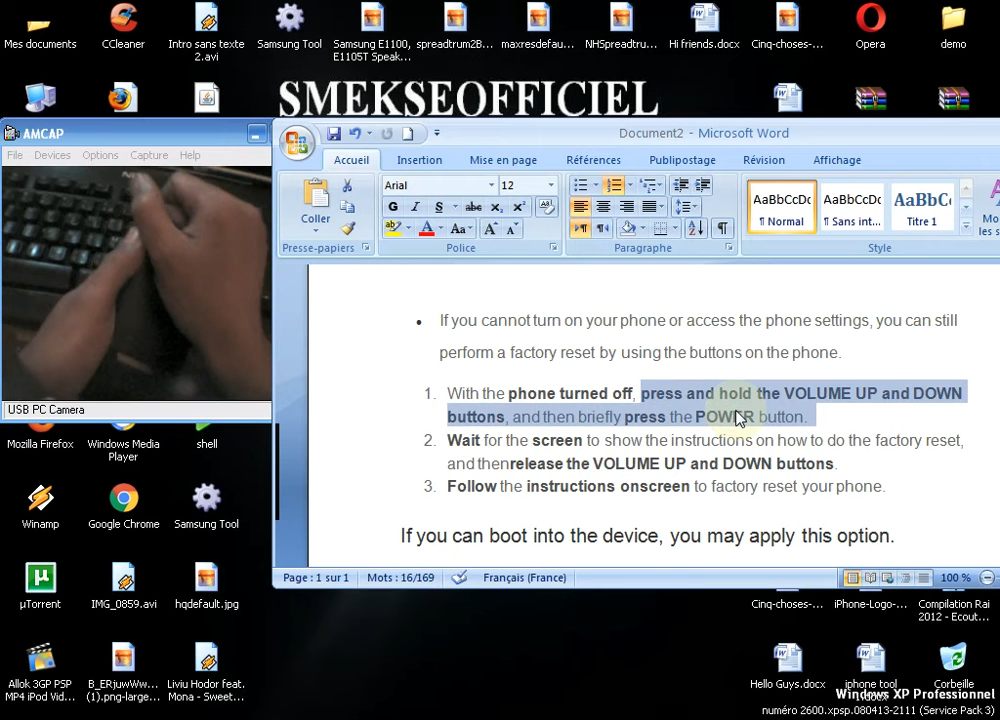 Mes documents
CCleaner
Intro sans texte
2.avi
Samsung Tool
Samsung E1100,
E1105T Speak...
spreadtrum2B...
maxresdefau...
NHSpreadtru...
Hi friends.docx
Cinq-choses-...
Opera
demo
SMEKSEOFFICIEL
AMCAP
File Devices Options Capture Help
USB PC Camera
Document2 - Microsoft Word
Accueil Insertion Mise en page Références Publipostage Révision Affichage
Coller
Presse-papiers
Arial 12
G I S abc X₂ X²
ab A Aa A A
Police
Paragraphe
AaBbCcDc AaBbCcDc AaBbC
¶ Normal ¶ Sans int... Titre 1
Style
• If you cannot turn on your phone or access the phone settings, you can still
perform a factory reset by using the buttons on the phone.
1. With the phone turned off, press and hold the VOLUME UP and DOWN
buttons, and then briefly press the POWER button.
2. Wait for the screen to show the instructions on how to do the factory reset,
and thenrelease the VOLUME UP and DOWN buttons.
3. Follow the instructions onscreen to factory reset your phone.
If you can boot into the device, you may apply this option.
Page : 1 sur 1 Mots : 16/169 Français (France) 100 %
Mozilla Firefox
Windows Media
Player
shell
Winamp
Google Chrome
Samsung Tool
µTorrent
IMG_0859.avi
hqdefault.jpg
Cinq-choses-...
iPhone-Logo-...
Compilation Rai
2012 - Ecout...
Allok 3GP PSP
MP4 iPod Vid...
B_ERjuwWw...
(1).png-large...
Liviu Hodor feat.
Mona - Sweet...
Hello Guys.docx
iphone tool
Corbeille
Windows XP Professionnel
numéro 2600.xpsp.080413-2111 (Service Pack 3)